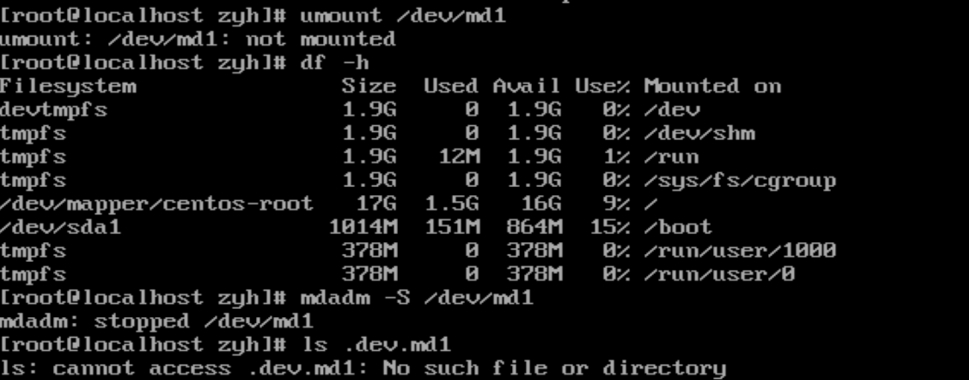 [root@localhost zyh]# umount /dev/md1
umount: /dev/md1: not mounted
[root@localhost zyh]# df -h
Filesystem               Size  Used Avail Use% Mounted on
devtmpfs                 1.9G     0  1.9G   0% /dev
tmpfs                    1.9G     0  1.9G   0% /dev/shm
tmpfs                    1.9G   12M  1.9G   1% /run
tmpfs                    1.9G     0  1.9G   0% /sys/fs/cgroup
/dev/mapper/centos-root   17G  1.5G   16G   9% /
/dev/sda1               1014M  151M  864M  15% /boot
tmpfs                    378M     0  378M   0% /run/user/1000
tmpfs                    378M     0  378M   0% /run/user/0
[root@localhost zyh]# mdadm -S /dev/md1
mdadm: stopped /dev/md1
[root@localhost zyh]# ls .dev.md1
ls: cannot access .dev.md1: No such file or directory